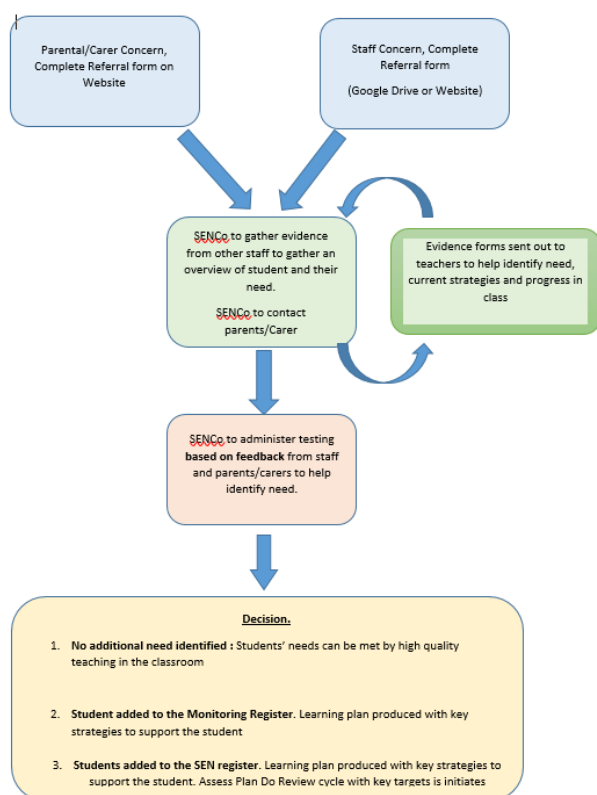 Parental/Carer Concern,
Complete Referral form on
Website
Staff Concern, Complete
Referral form
(Google Drive or Website)
SENCo to gather evidence
from other staff to gather an
overview of student and their
need.
SENCo to contact
parents/Carer
Evidence forms sent out to
teachers to help identify need,
current strategies and progress in
class
SENCo to administer testing
based on feedback from staff
and parents/carers to help
identify need.
Decision.
1. No additional need identified : Students’ needs can be met by high quality
teaching in the classroom
2. Student added to the Monitoring Register. Learning plan produced with key
strategies to support the student
3. Students added to the SEN register. Learning plan produced with key strategies to
support the student. Assess Plan Do Review cycle with key targets is initiates